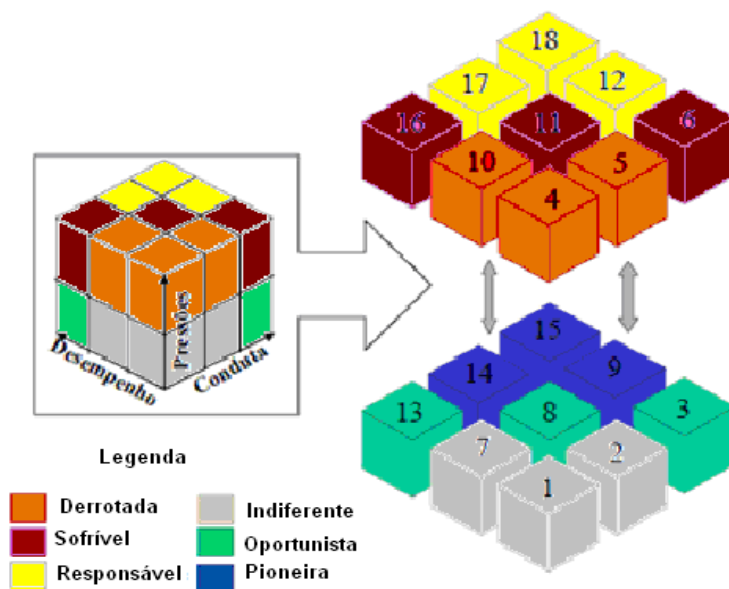 18
17 12
16 11 6
10 5
4
Pressões
Desempenho
Conduta
15
14 9
13 8 3
7 2
1
Legenda
Derrotada Indiferente
Sofrível Oportunista
Responsável Pioneira